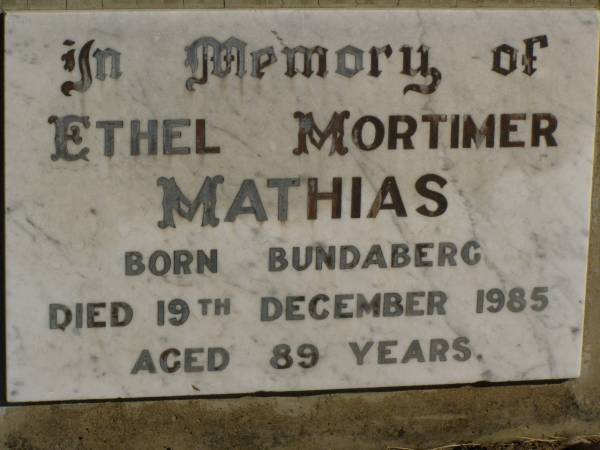 In Memory of
ETHEL MORTIMER
MATHIAS
BORN BUNDABERG
DIED 19TH DECEMBER 1985
AGED 89 YEARS.